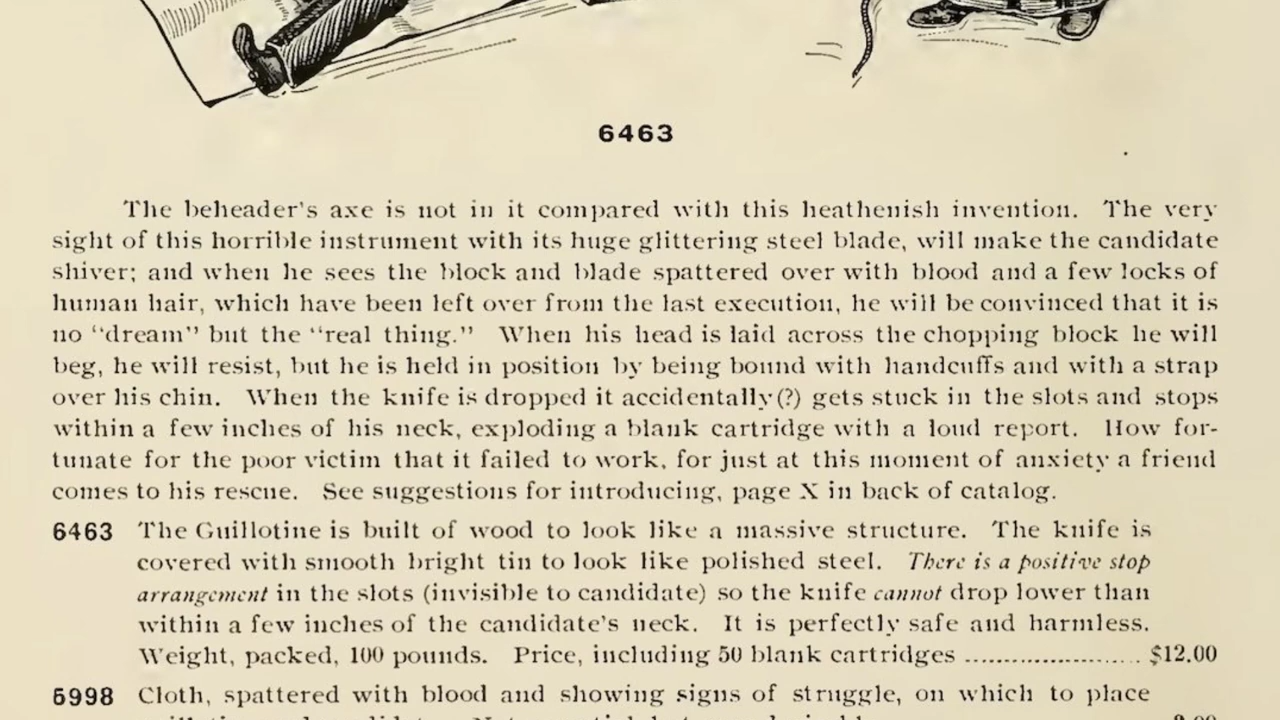 6463
The beheader's axe is not in it compared with this heathenish invention. The very
sight of this horrible instrument with its huge glittering steel blade, will make the candidate
shiver; and when he sees the block and blade spattered over with blood and a few locks of
human hair, which have been left over from the last execution, he will be convinced that it is
no “dream” but the “real thing.” When his head is laid across the chopping block he will
beg, he will resist, but he is held in position by being bound with handcuffs and with a strap
over his chin. When the knife is dropped it accidentally(?) gets stuck in the slots and stops
within a few inches of his neck, exploding a blank cartridge with a loud report. How for-
tunate for the poor victim that it failed to work, for just at this moment of anxiety a friend
comes to his rescue. See suggestions for introducing, page X in back of catalog.
6463 The Guillotine is built of wood to look like a massive structure. The knife is
covered with smooth bright tin to look like polished steel. There is a positive stop
arrangement in the slots (invisible to candidate) so the knife cannot drop lower than
within a few inches of the candidate's neck. It is perfectly safe and harmless.
Weight, packed, 100 pounds. Price, including 50 blank cartridges ........................ $12.00
5998 Cloth, spattered with blood and showing signs of struggle, on which to place